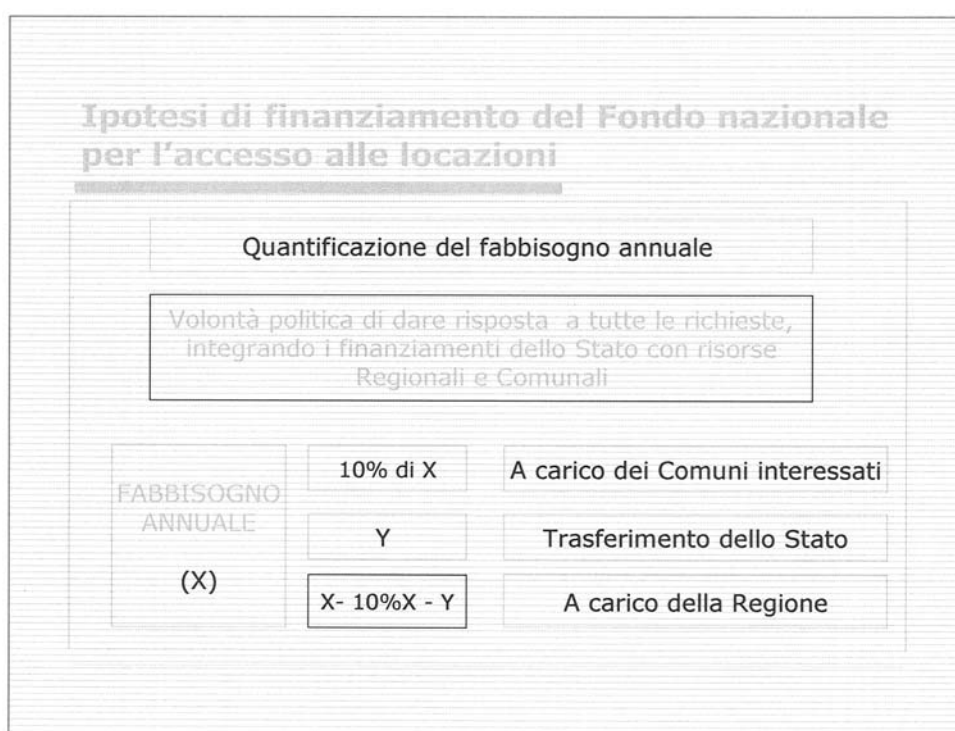 Ipotesi di finanziamento del Fondo nazionale
per l'accesso alle locazioni
Quantificazione del fabbisogno annuale
Volontà politica di dare risposta a tutte le richieste,
integrando i finanziamenti dello Stato con risorse
Regionali e Comunali
FABBISOGNO
ANNUALE
(X)
10% di X
A carico dei Comuni interessati
Y
Trasferimento dello Stato
X- 10%X - Y
A carico della Regione